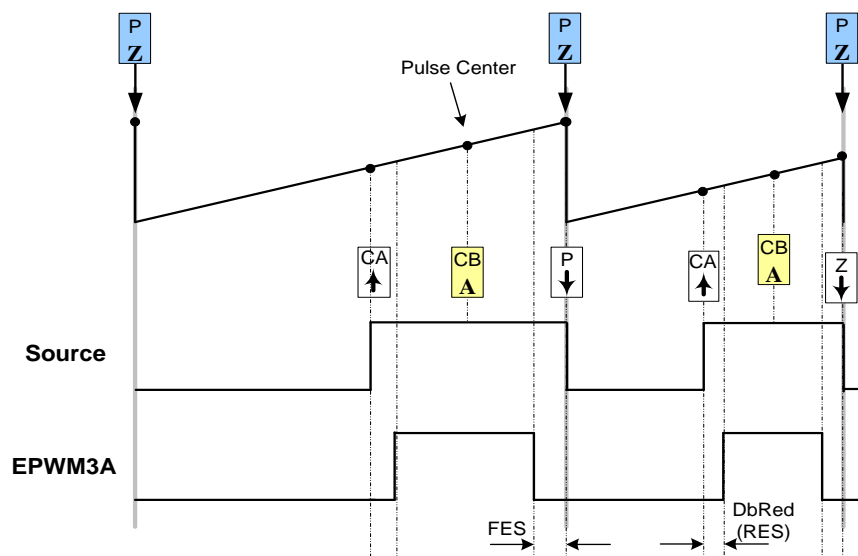 P
Z
P
Z
P
Z
Pulse Center
CA
CB
A
P
CA
CB
A
Z
Source
EPWM3A
FES
DbRed
(RES)